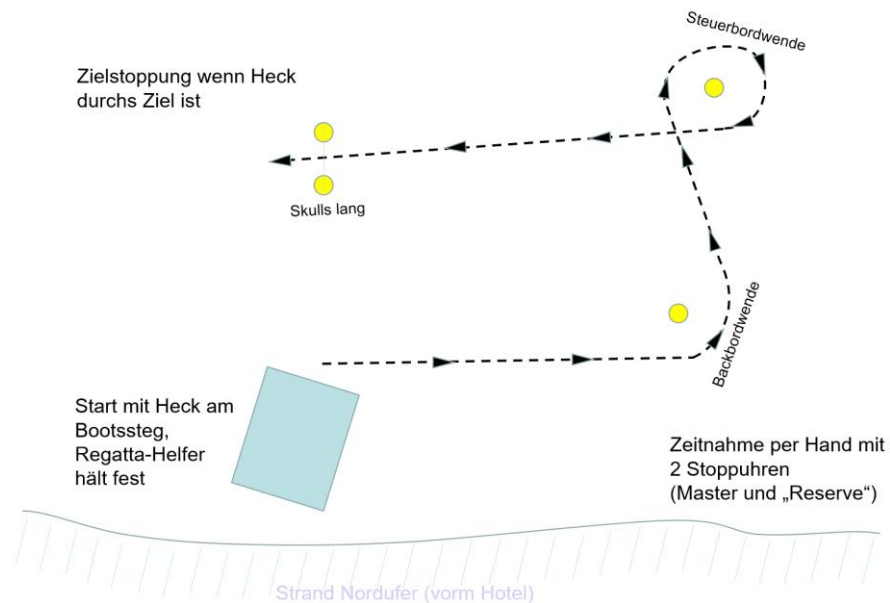 Steuerbordwende
Zielstoppung wenn Heck
durchs Ziel ist
Skulls lang
Backbordwende
Start mit Heck am
Bootssteg,
Regatta-Helfer
hält fest
Zeitnahme per Hand mit
2 Stoppuhren
(Master und „Reserve“)
Strand Nordufer (vorm Hotel)